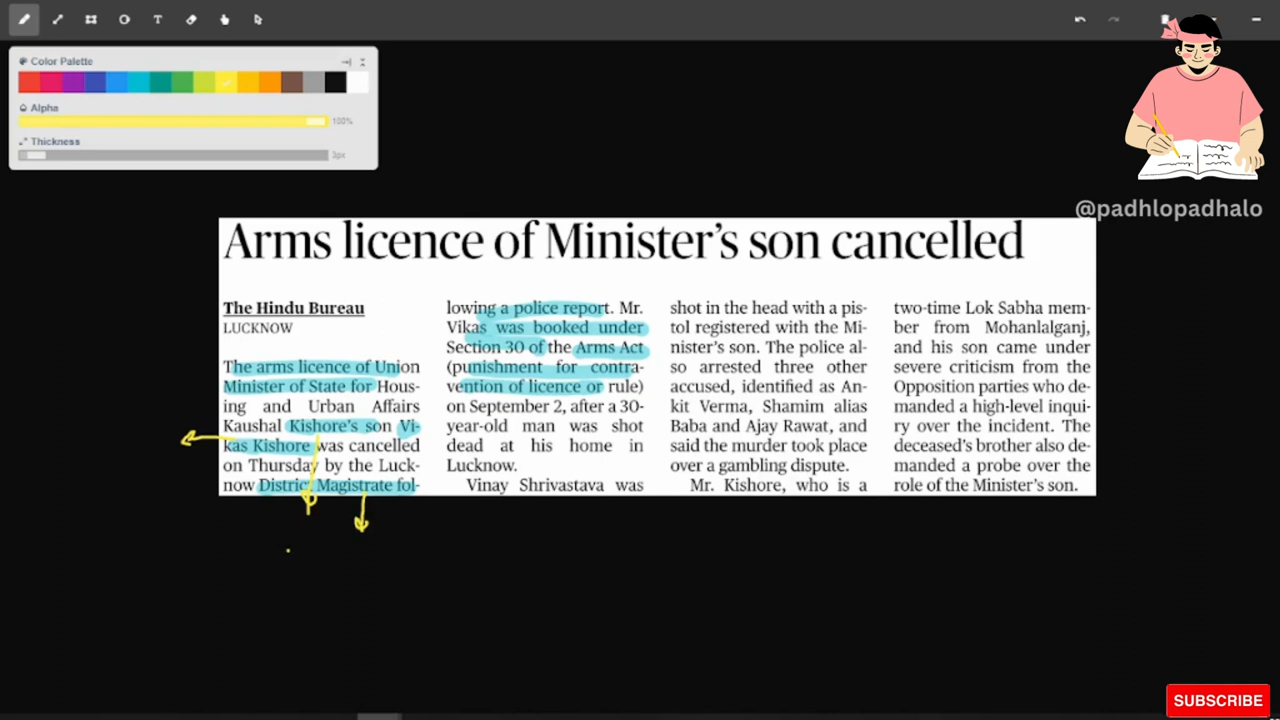 Color Palette
Alpha
100%
Thickness
3px
@padhlopadhalo
Arms licence of Minister's son cancelled
The Hindu Bureau
LUCKNOW
The arms licence of Union
Minister of State for Hous-
ing and Urban Affairs
Kaushal Kishore's son Vi-
kas Kishore was cancelled
on Thursday by the Luck-
now District Magistrate fol-
lowing a police report. Mr.
Vikas was booked under
Section 30 of the Arms Act
(punishment for contra-
vention of licence or rule)
on September 2, after a 30-
year-old man was shot
dead at his home in
Lucknow.
Vinay Shrivastava was
shot in the head with a pis-
tol registered with the Mi-
nister's son. The police al-
so arrested three other
accused, identified as An-
kit Verma, Shamim alias
Baba and Ajay Rawat, and
said the murder took place
over a gambling dispute.
Mr. Kishore, who is a
two-time Lok Sabha mem-
ber from Mohanlalganj,
and his son came under
severe criticism from the
Opposition parties who de-
manded a high-level inqui-
ry over the incident. The
deceased's brother also de-
manded a probe over the
role of the Minister's son.
SUBSCRIBE